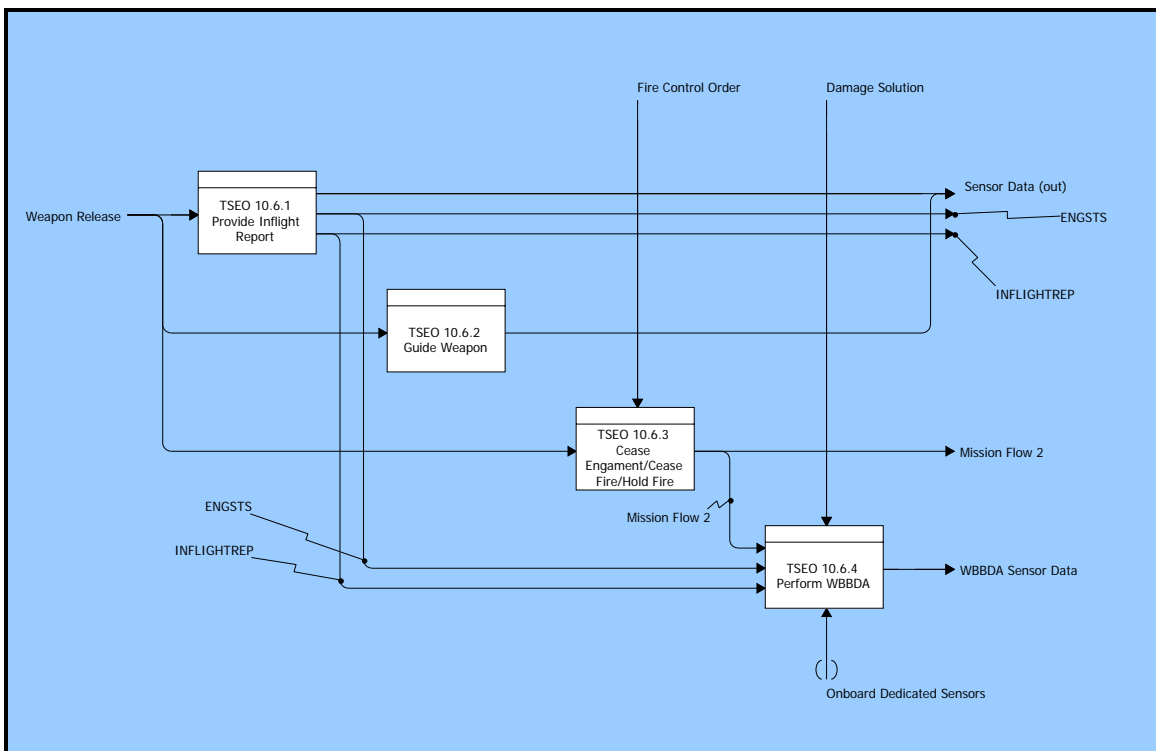 Fire Control Order
Damage Solution
TSEO 10.6.1
Provide Inflight
Report
Sensor Data (out)
Weapon Release
ENGSTS
INFLIGHTREP
TSEO 10.6.2
Guide Weapon
TSEO 10.6.3
Cease
Engament/Cease
Fire/Hold Fire
Mission Flow 2
ENGSTS
Mission Flow 2
INFLIGHTREP
TSEO 10.6.4
Perform WBBDA
WBBDA Sensor Data
Onboard Dedicated Sensors